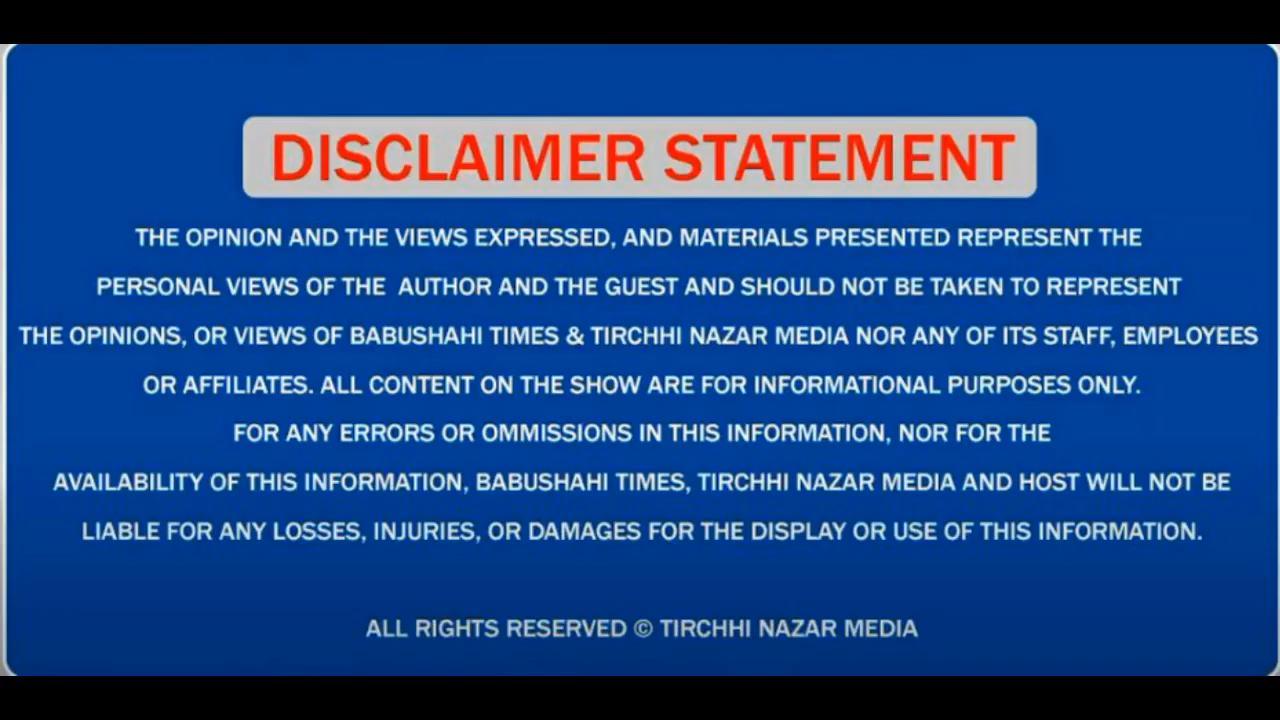 DISCLAIMER STATEMENT
THE OPINION AND THE VIEWS EXPRESSED, AND MATERIALS PRESENTED REPRESENT THE
PERSONAL VIEWS OF THE AUTHOR AND THE GUEST AND SHOULD NOT BE TAKEN TO REPRESENT
THE OPINIONS, OR VIEWS OF BABUSHAHI TIMES & TIRCHHI NAZAR MEDIA NOR ANY OF ITS STAFF, EMPLOYEES
OR AFFILIATES. ALL CONTENT ON THE SHOW ARE FOR INFORMATIONAL PURPOSES ONLY.
FOR ANY ERRORS OR OMMISSIONS IN THIS INFORMATION, NOR FOR THE
AVAILABILITY OF THIS INFORMATION, BABUSHAHI TIMES, TIRCHHI NAZAR MEDIA AND HOST WILL NOT BE
LIABLE FOR ANY LOSSES, INJURIES, OR DAMAGES FOR THE DISPLAY OR USE OF THIS INFORMATION.
ALL RIGHTS RESERVED © TIRCHHI NAZAR MEDIA